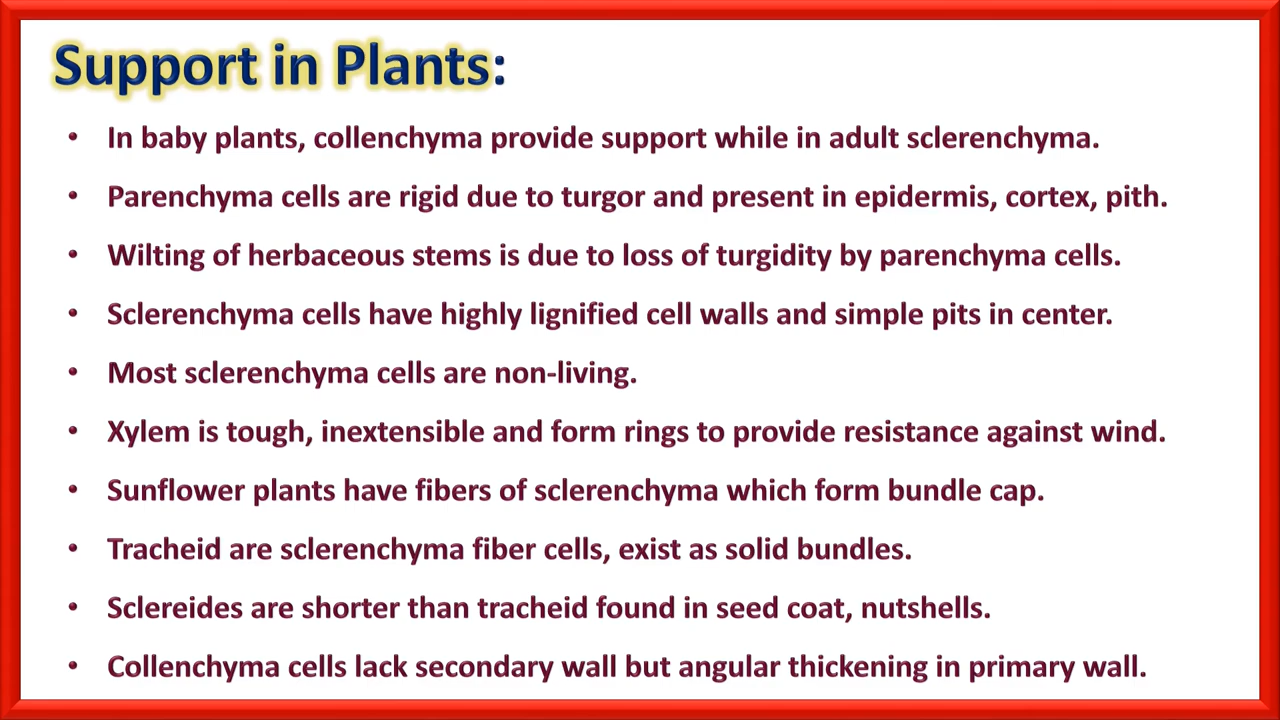 Support in Plants:
• In baby plants, collenchyma provide support while in adult sclerenchyma.
• Parenchyma cells are rigid due to turgor and present in epidermis, cortex, pith.
• Wilting of herbaceous stems is due to loss of turgidity by parenchyma cells.
• Sclerenchyma cells have highly lignified cell walls and simple pits in center.
• Most sclerenchyma cells are non-living.
• Xylem is tough, inextensible and form rings to provide resistance against wind.
• Sunflower plants have fibers of sclerenchyma which form bundle cap.
• Tracheid are sclerenchyma fiber cells, exist as solid bundles.
• Sclereides are shorter than tracheid found in seed coat, nutshells.
• Collenchyma cells lack secondary wall but angular thickening in primary wall.